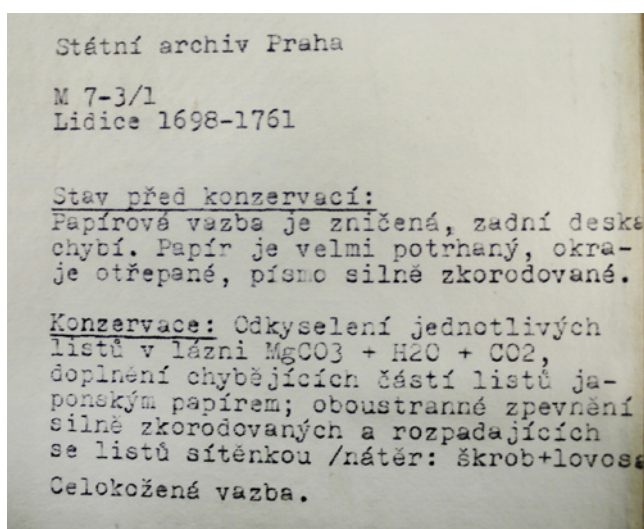 Státní archiv Praha
M 7-3/1
Lidice 1698-1761
Stav před konzervací:
Papírová vazba je zničená, zadní deska
chybí. Papír je velmi potrhaný, okra-
je otřepané, písmo silně zkorodované.
Konzervace: Odkyselení jednotlivých
listů v lázni MgCO3 + H2O + CO2,
doplnění chybějících částí listů ja-
ponským papírem; oboustranné zpevnění
silně zkorodovaných a rozpadajících
se listů sítěnkou /nátěr: škrob+lovosa
Celokožená vazba.